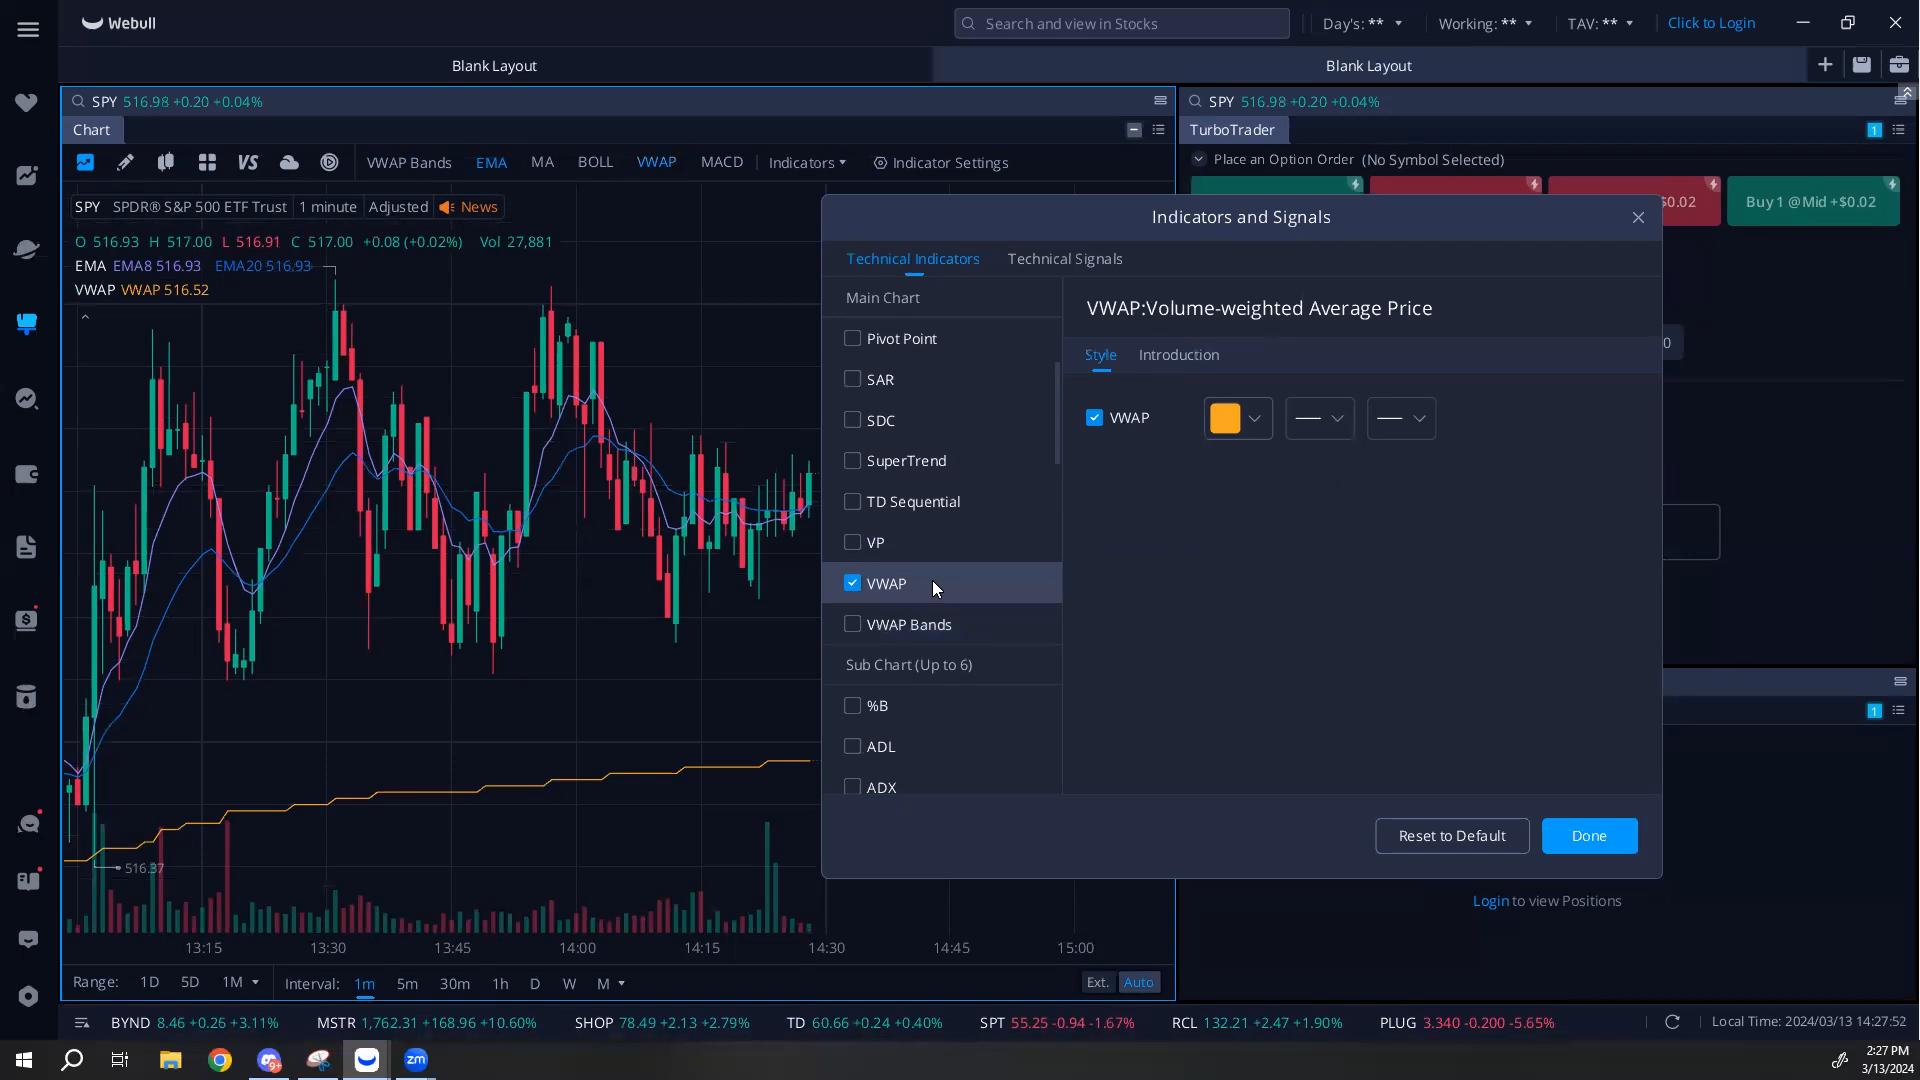 Webull
Search and view in Stocks
Day's: **
Working: **
TAV: **
Click to Login
Blank Layout
Blank Layout
SPY 516.98 +0.20 +0.04%
Chart
VWAP Bands EMA MA BOLL VWAP MACD Indicators Indicator Settings
VS
SPY SPDR® S&P 500 ETF Trust 1 minute Adjusted News
O 516.93 H 517.00 L 516.91 C 517.00 +0.08 (+0.02%) Vol 27,881
EMA EMA8 516.93 EMA20 516.93
VWAP VWAP 516.52
516.37
13:15 13:30 13:45 14:00 14:15 14:30 14:45 15:00
Range: 1D 5D 1M Interval: 1m 5m 30m 1h D W M Ext. Auto
SPY 516.98 +0.20 +0.04%
TurboTrader
1
Place an Option Order (No Symbol Selected)
$0.02
Buy 1 @Mid +$0.02
0
1
Login to view Positions
Indicators and Signals
Technical Indicators Technical Signals
Main Chart
Pivot Point
SAR
SDC
SuperTrend
TD Sequential
VP
VWAP
VWAP Bands
Sub Chart (Up to 6)
%B
ADL
ADX
VWAP:Volume-weighted Average Price
Style Introduction
VWAP
Reset to Default Done
BYND 8.46 +0.26 +3.11% MSTR 1,762.31 +168.96 +10.60% SHOP 78.49 +2.13 +2.79% TD 60.66 +0.24 +0.40% SPT 55.25 -0.94 -1.67% RCL 132.21 +2.47 +1.90% PLUG 3.340 -0.200 -5.65% Local Time: 2024/03/13 14:27:52
9+
zm
2:27 PM
3/13/2024